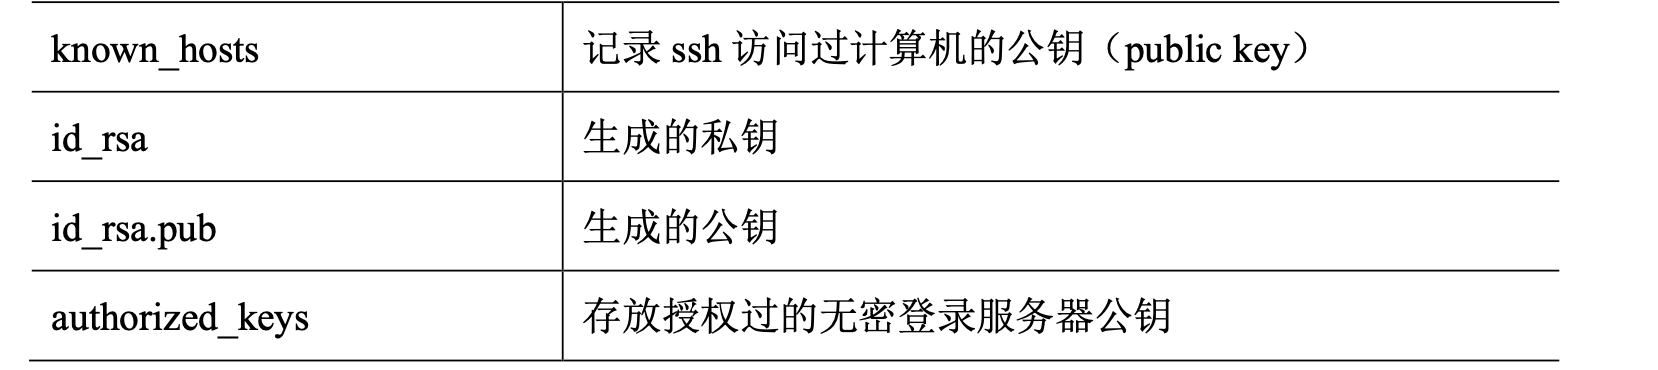 known_hosts 记录 ssh 访问过计算机的公钥（public key）
id_rsa 生成的私钥
id_rsa.pub 生成的公钥
authorized_keys 存放授权过的无密登录服务器公钥